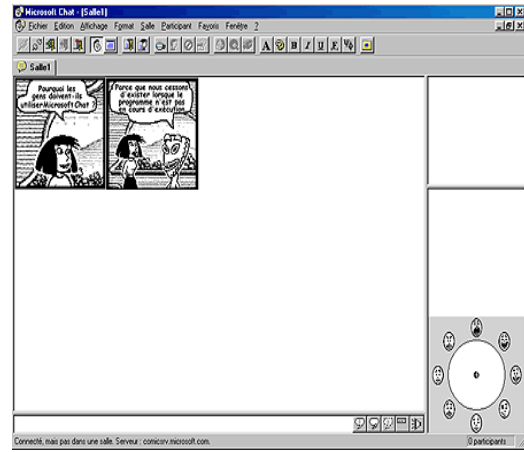 Microsoft Chat - [Salle1]
Fichier Edition Affichage Format Salle Participant Favoris Fenêtre ?
A B I U F
Salle1
Pourquoi les
gens doivent-ils
utiliser Microsoft Chat ?
Parce que nous cessons
d'exister lorsque le
programme n'est pas
en cours d'exécution
Connecté, mais pas dans une salle. Serveur : comicsrv.microsoft.com.
0 participants